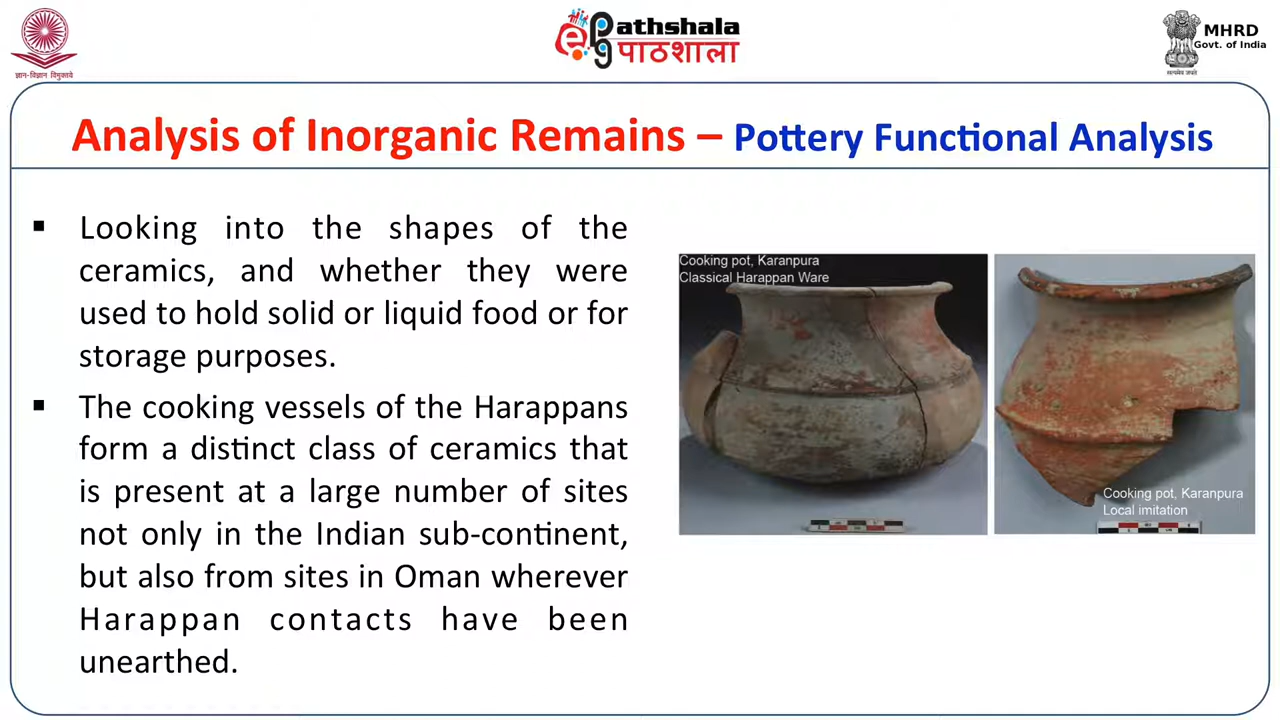 ज्ञान-विज्ञान विमुक्तये
ePathshala
पाठशाला
MHRD
Govt. of India
सत्यमेव जयते
Analysis of Inorganic Remains – Pottery Functional Analysis
▪ Looking into the shapes of the
ceramics, and whether they were
used to hold solid or liquid food or for
storage purposes.
▪ The cooking vessels of the Harappans
form a distinct class of ceramics that
is present at a large number of sites
not only in the Indian sub-continent,
but also from sites in Oman wherever
Harappan contacts have been
unearthed.
Cooking pot, Karanpura
Classical Harappan Ware
Cooking pot, Karanpura
Local imitation